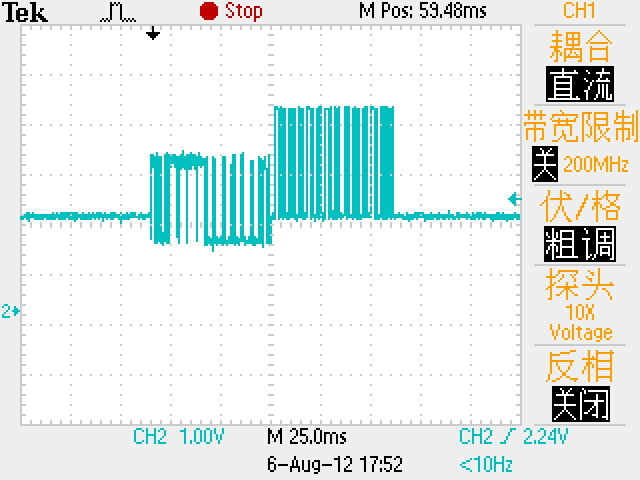 Tek Stop M Pos: 59.48ms CH1
耦合
直流
带宽限制
关 200MHz
伏/格
粗调
探头
10X
Voltage
反相
关闭
2
CH2 1.00V M 25.0ms CH2 2.24V
6-Aug-12 17:52 <10Hz